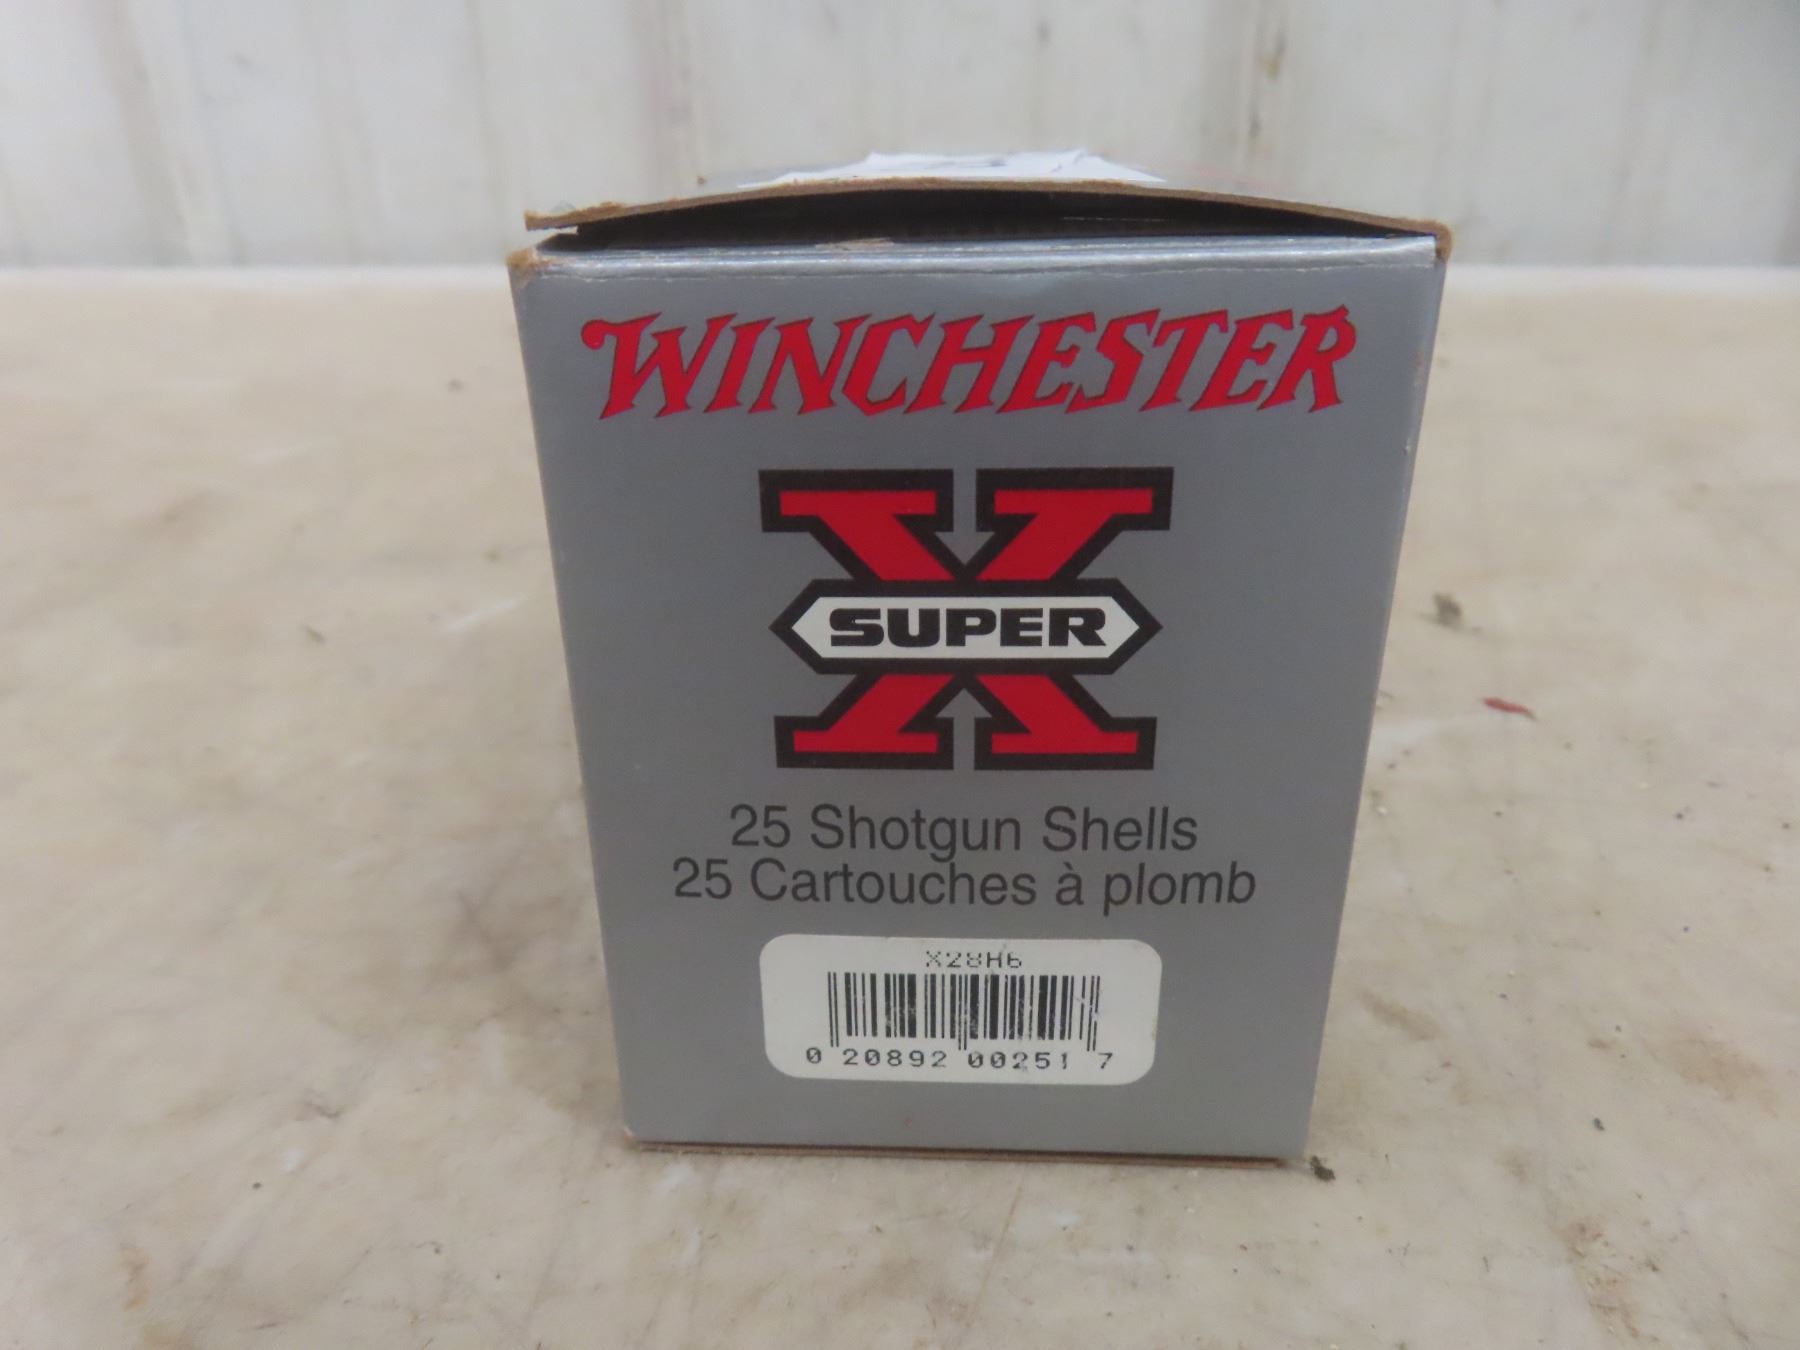 WINCHESTER
X
SUPER
25 Shotgun Shells
25 Cartouches à plomb
X28H6
0 20892 00251 7